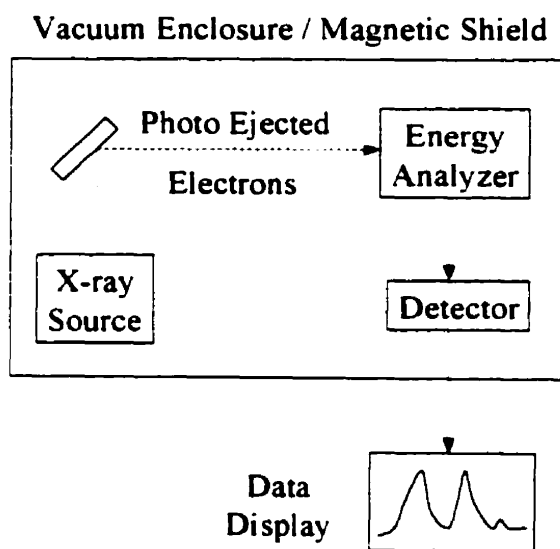 Vacuum Enclosure / Magnetic Shield
Photo Ejected
Electrons
Energy
Analyzer
X-ray
Source
Detector
Data
Display